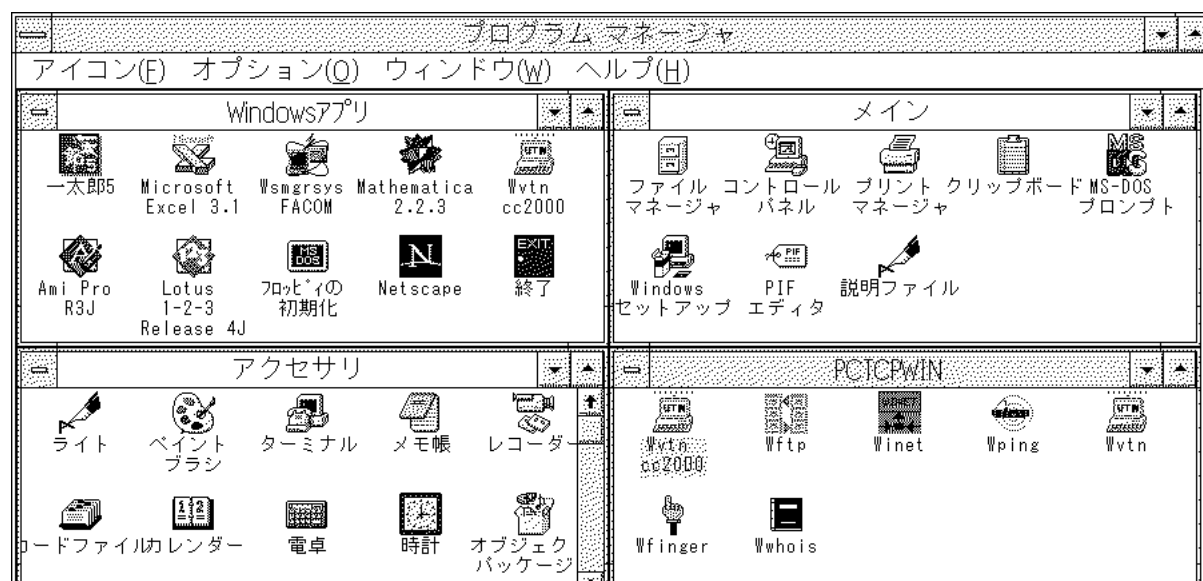 プログラム マネージャ
アイコン(F) オプション(O) ウィンドウ(W) ヘルプ(H)
Windowsアプリ
一太郎5
Microsoft
Excel 3.1
Wsmgrsys
FACOM
Mathematica
2.2.3
Wvtn
cc2000
Ami Pro
R3J
Lotus
1-2-3
Release 4J
MS
DOS
フロッピィの
初期化
N
Netscape
EXIT
終了
メイン
ファイル
マネージャ
コントロール
パネル
プリント
マネージャ
クリップボード
MS
DOS
MS-DOS
プロンプト
Windows
セットアップ
PIF
PIF
エディタ
説明ファイル
アクセサリ
ライト
ペイント
ブラシ
ターミナル
メモ帳
レコーダー
ードファイル
カレンダー
電卓
時計
オブジェク
パッケージ
PCTCPWIN
Wvtn
cc2000
Wftp
WINET
Winet
Wping
VTN
Wvtn
Wfinger
Wwhois